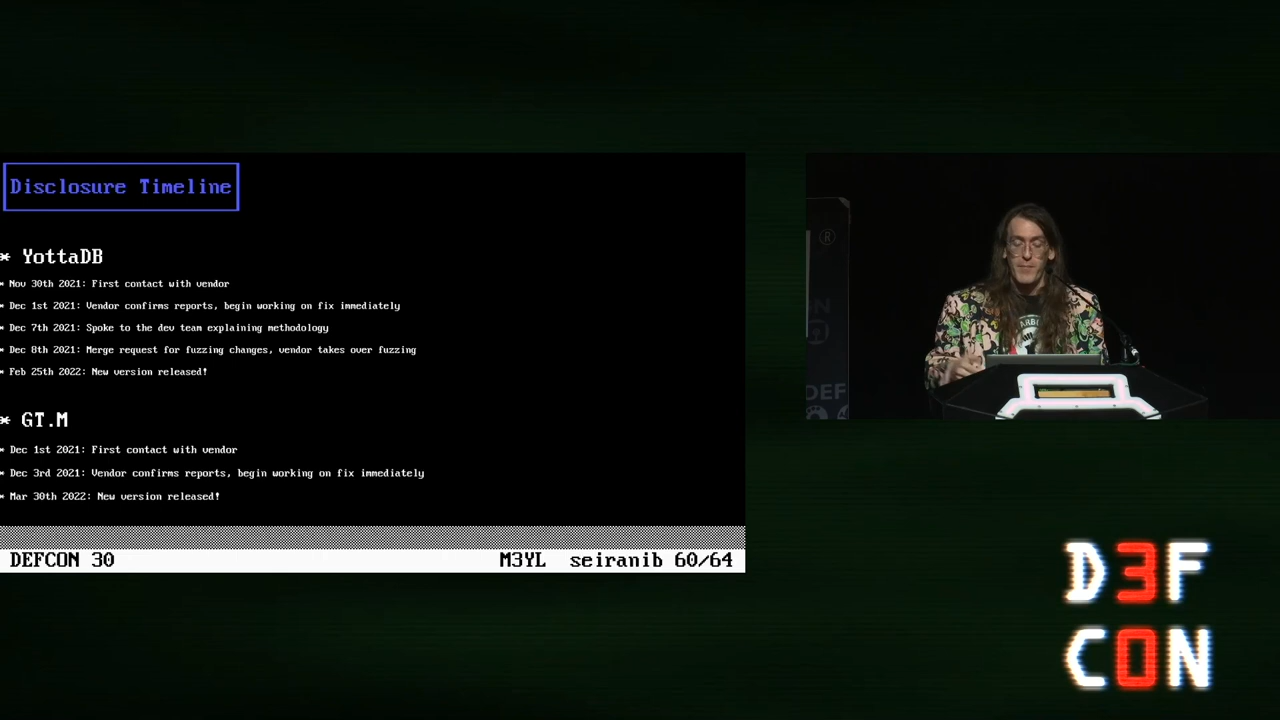 Disclosure Timeline
* YottaDB
* Nov 30th 2021: First contact with vendor
* Dec 1st 2021: Vendor confirms reports, begin working on fix immediately
* Dec 7th 2021: Spoke to the dev team explaining methodology
* Dec 8th 2021: Merge request for fuzzing changes, vendor takes over fuzzing
* Feb 25th 2022: New version released!
* GT.M
* Dec 1st 2021: First contact with vendor
* Dec 3rd 2021: Vendor confirms reports, begin working on fix immediately
* Mar 30th 2022: New version released!
DEFCON 30 M3YL seiranib 60/64
®
DEF
D3F
C0N